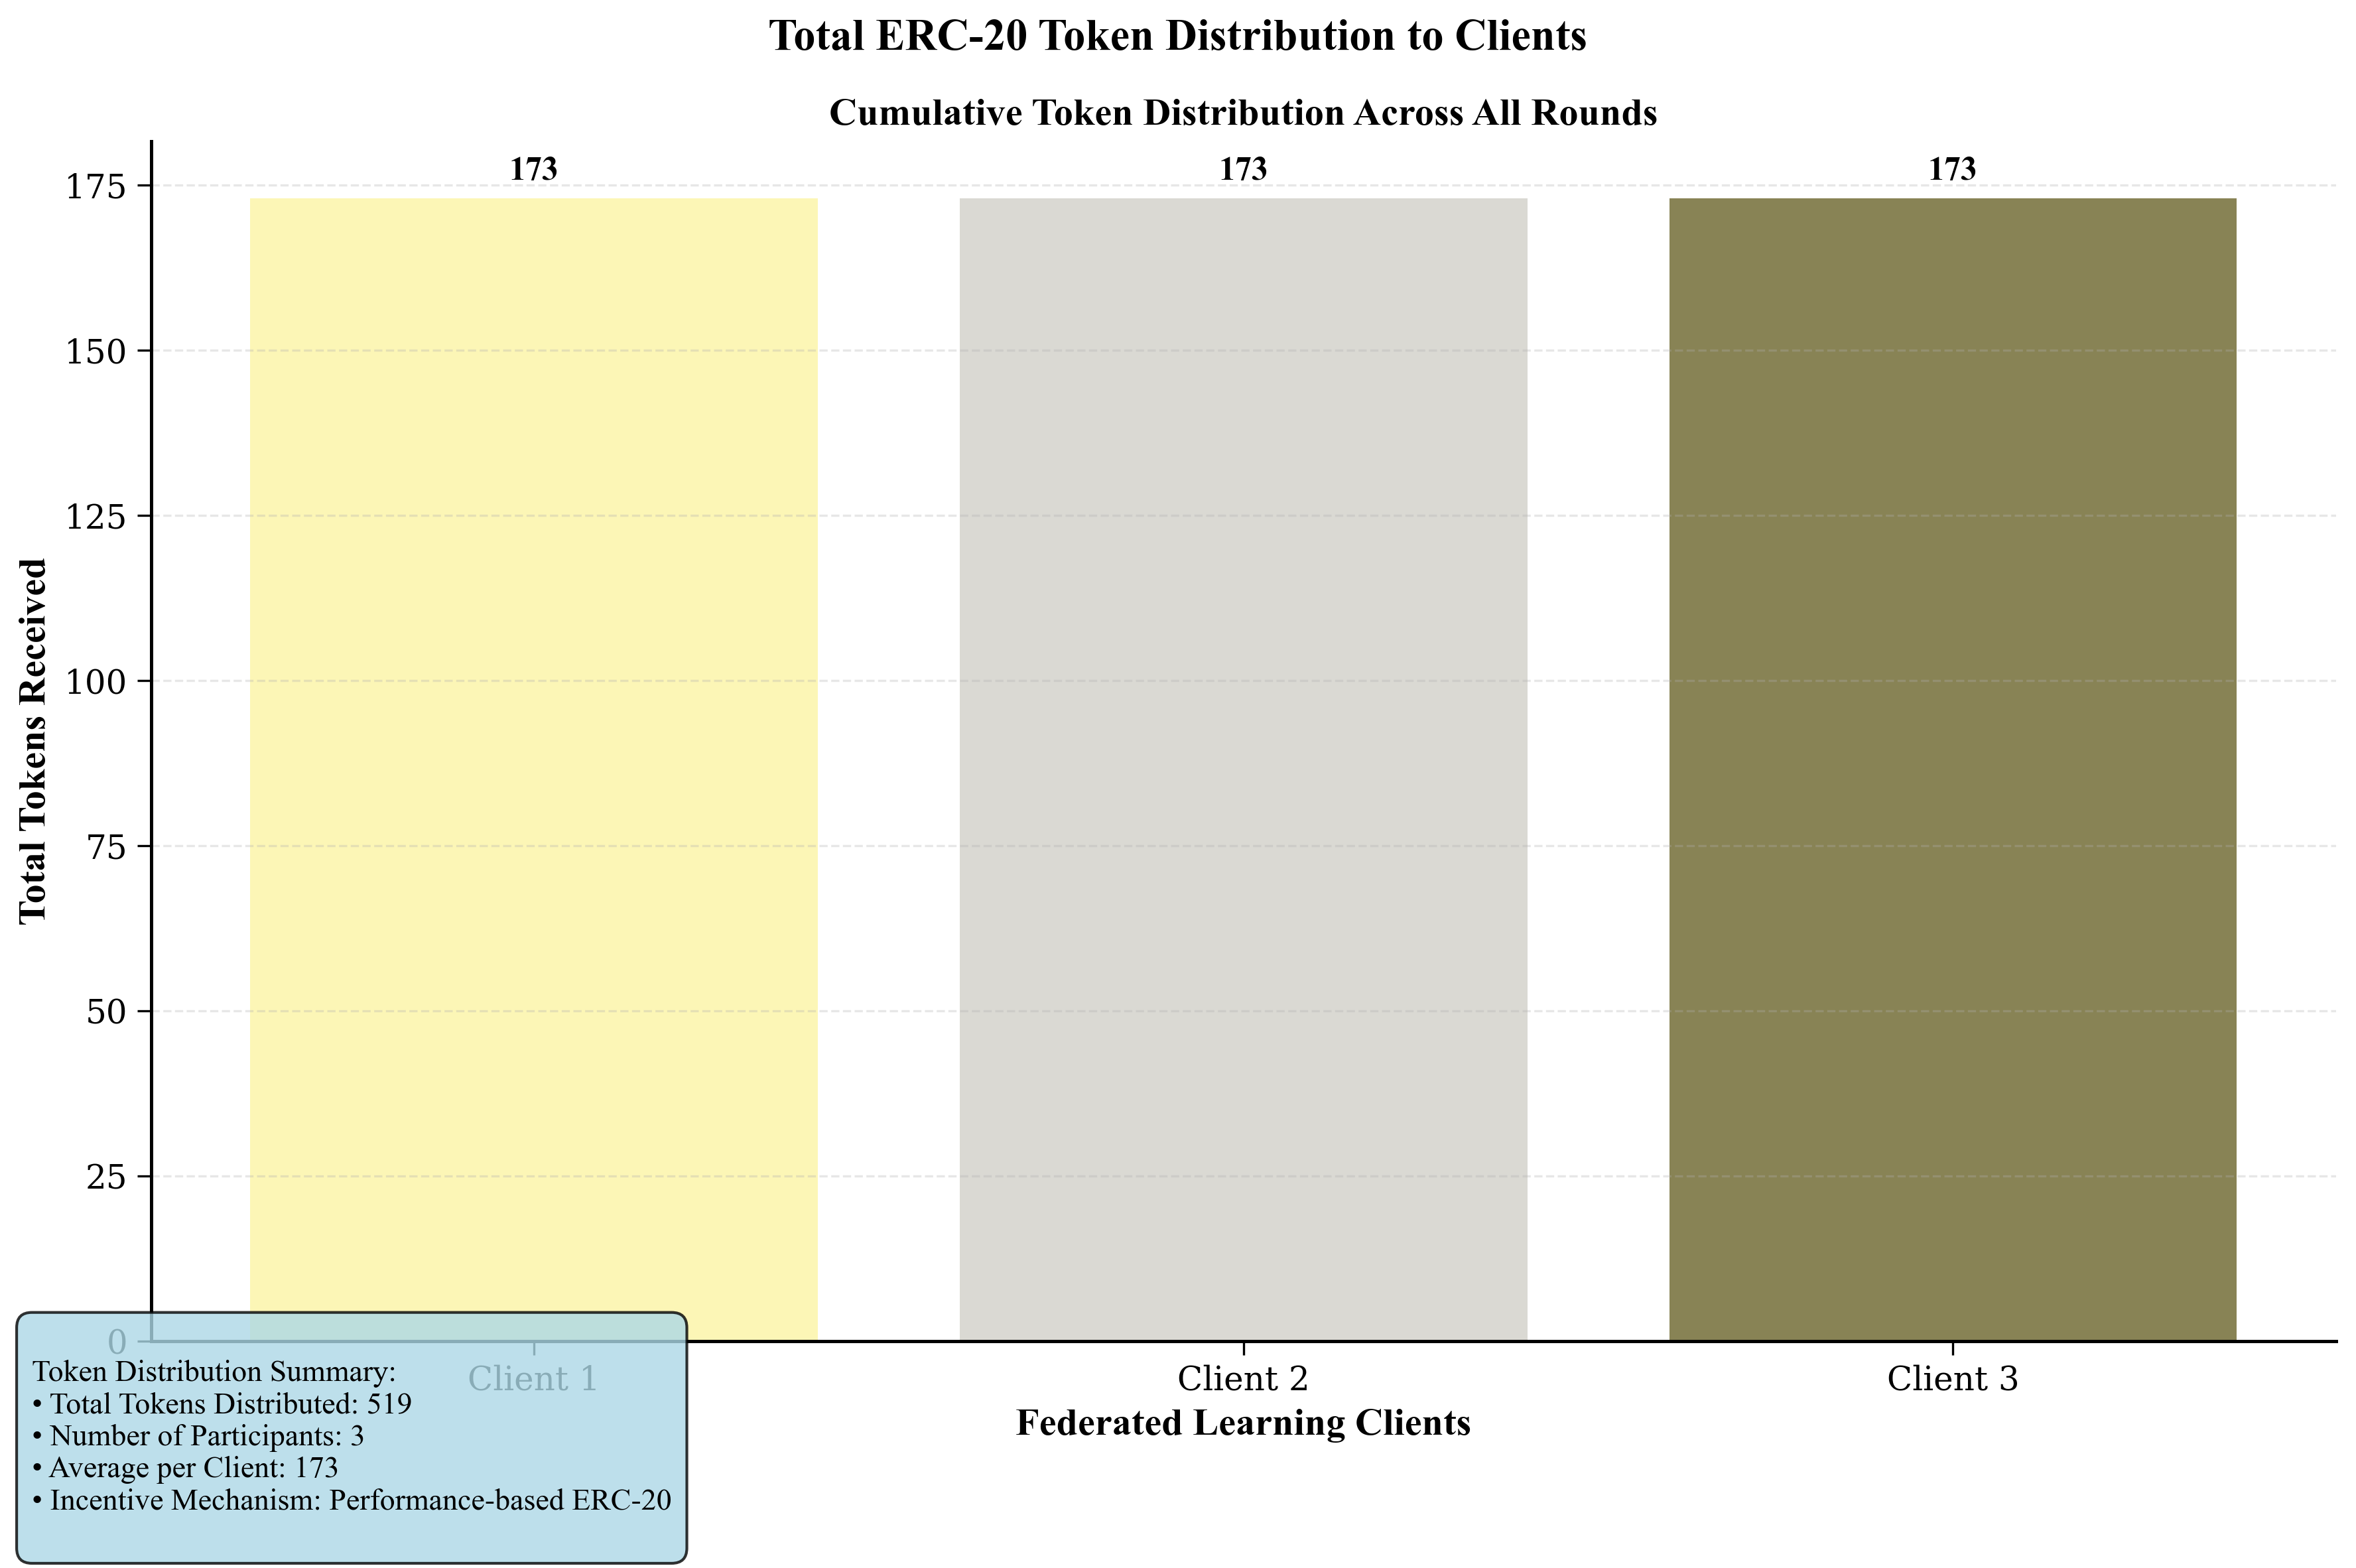 Total ERC-20 Token Distribution to Clients
Cumulative Token Distribution Across All Rounds
173 173 173
Total Tokens Received
175
150
125
100
75
50
25
0
Client 1 Client 2 Client 3
Federated Learning Clients
Token Distribution Summary:
• Total Tokens Distributed: 519
• Number of Participants: 3
• Average per Client: 173
• Incentive Mechanism: Performance-based ERC-20